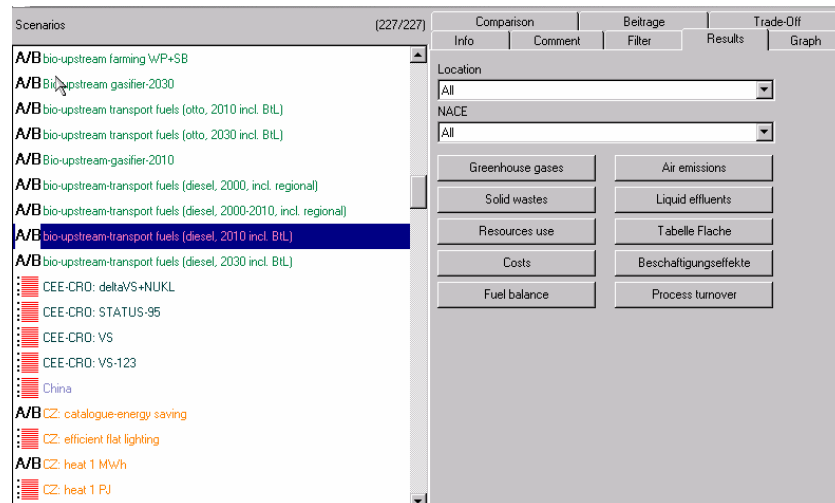 Scenarios (227/227)
A/B bio-upstream farming WP+SB
A/B Bio-upstream gasifier-2030
A/B bio-upstream transport fuels (otto, 2010 incl. BtL)
A/B bio-upstream transport fuels (otto, 2030 incl. BtL)
A/B Bio-upstream-gasifier-2010
A/B bio-upstream-transport fuels (diesel, 2000, incl. regional)
A/B bio-upstream-transport fuels (diesel, 2000-2010, incl. regional)
A/B bio-upstream-transport fuels (diesel, 2010 incl. BtL)
A/B bio-upstream-transport fuels (diesel, 2030 incl. BtL)
CEE-CRO: deltaVS+NUKL
CEE-CRO: STATUS-95
CEE-CRO: VS
CEE-CRO: VS-123
China
A/B CZ: catalogue-energy saving
CZ: efficient flat lighting
A/B CZ: heat 1 MWh
CZ: heat 1 PJ
Comparison Beitrage Trade-Off
Info Comment Filter Results Graph
Location
All
NACE
All
Greenhouse gases Air emissions
Solid wastes Liquid effluents
Resources use Tabelle Flache
Costs Beschaftigungseffekte
Fuel balance Process turnover